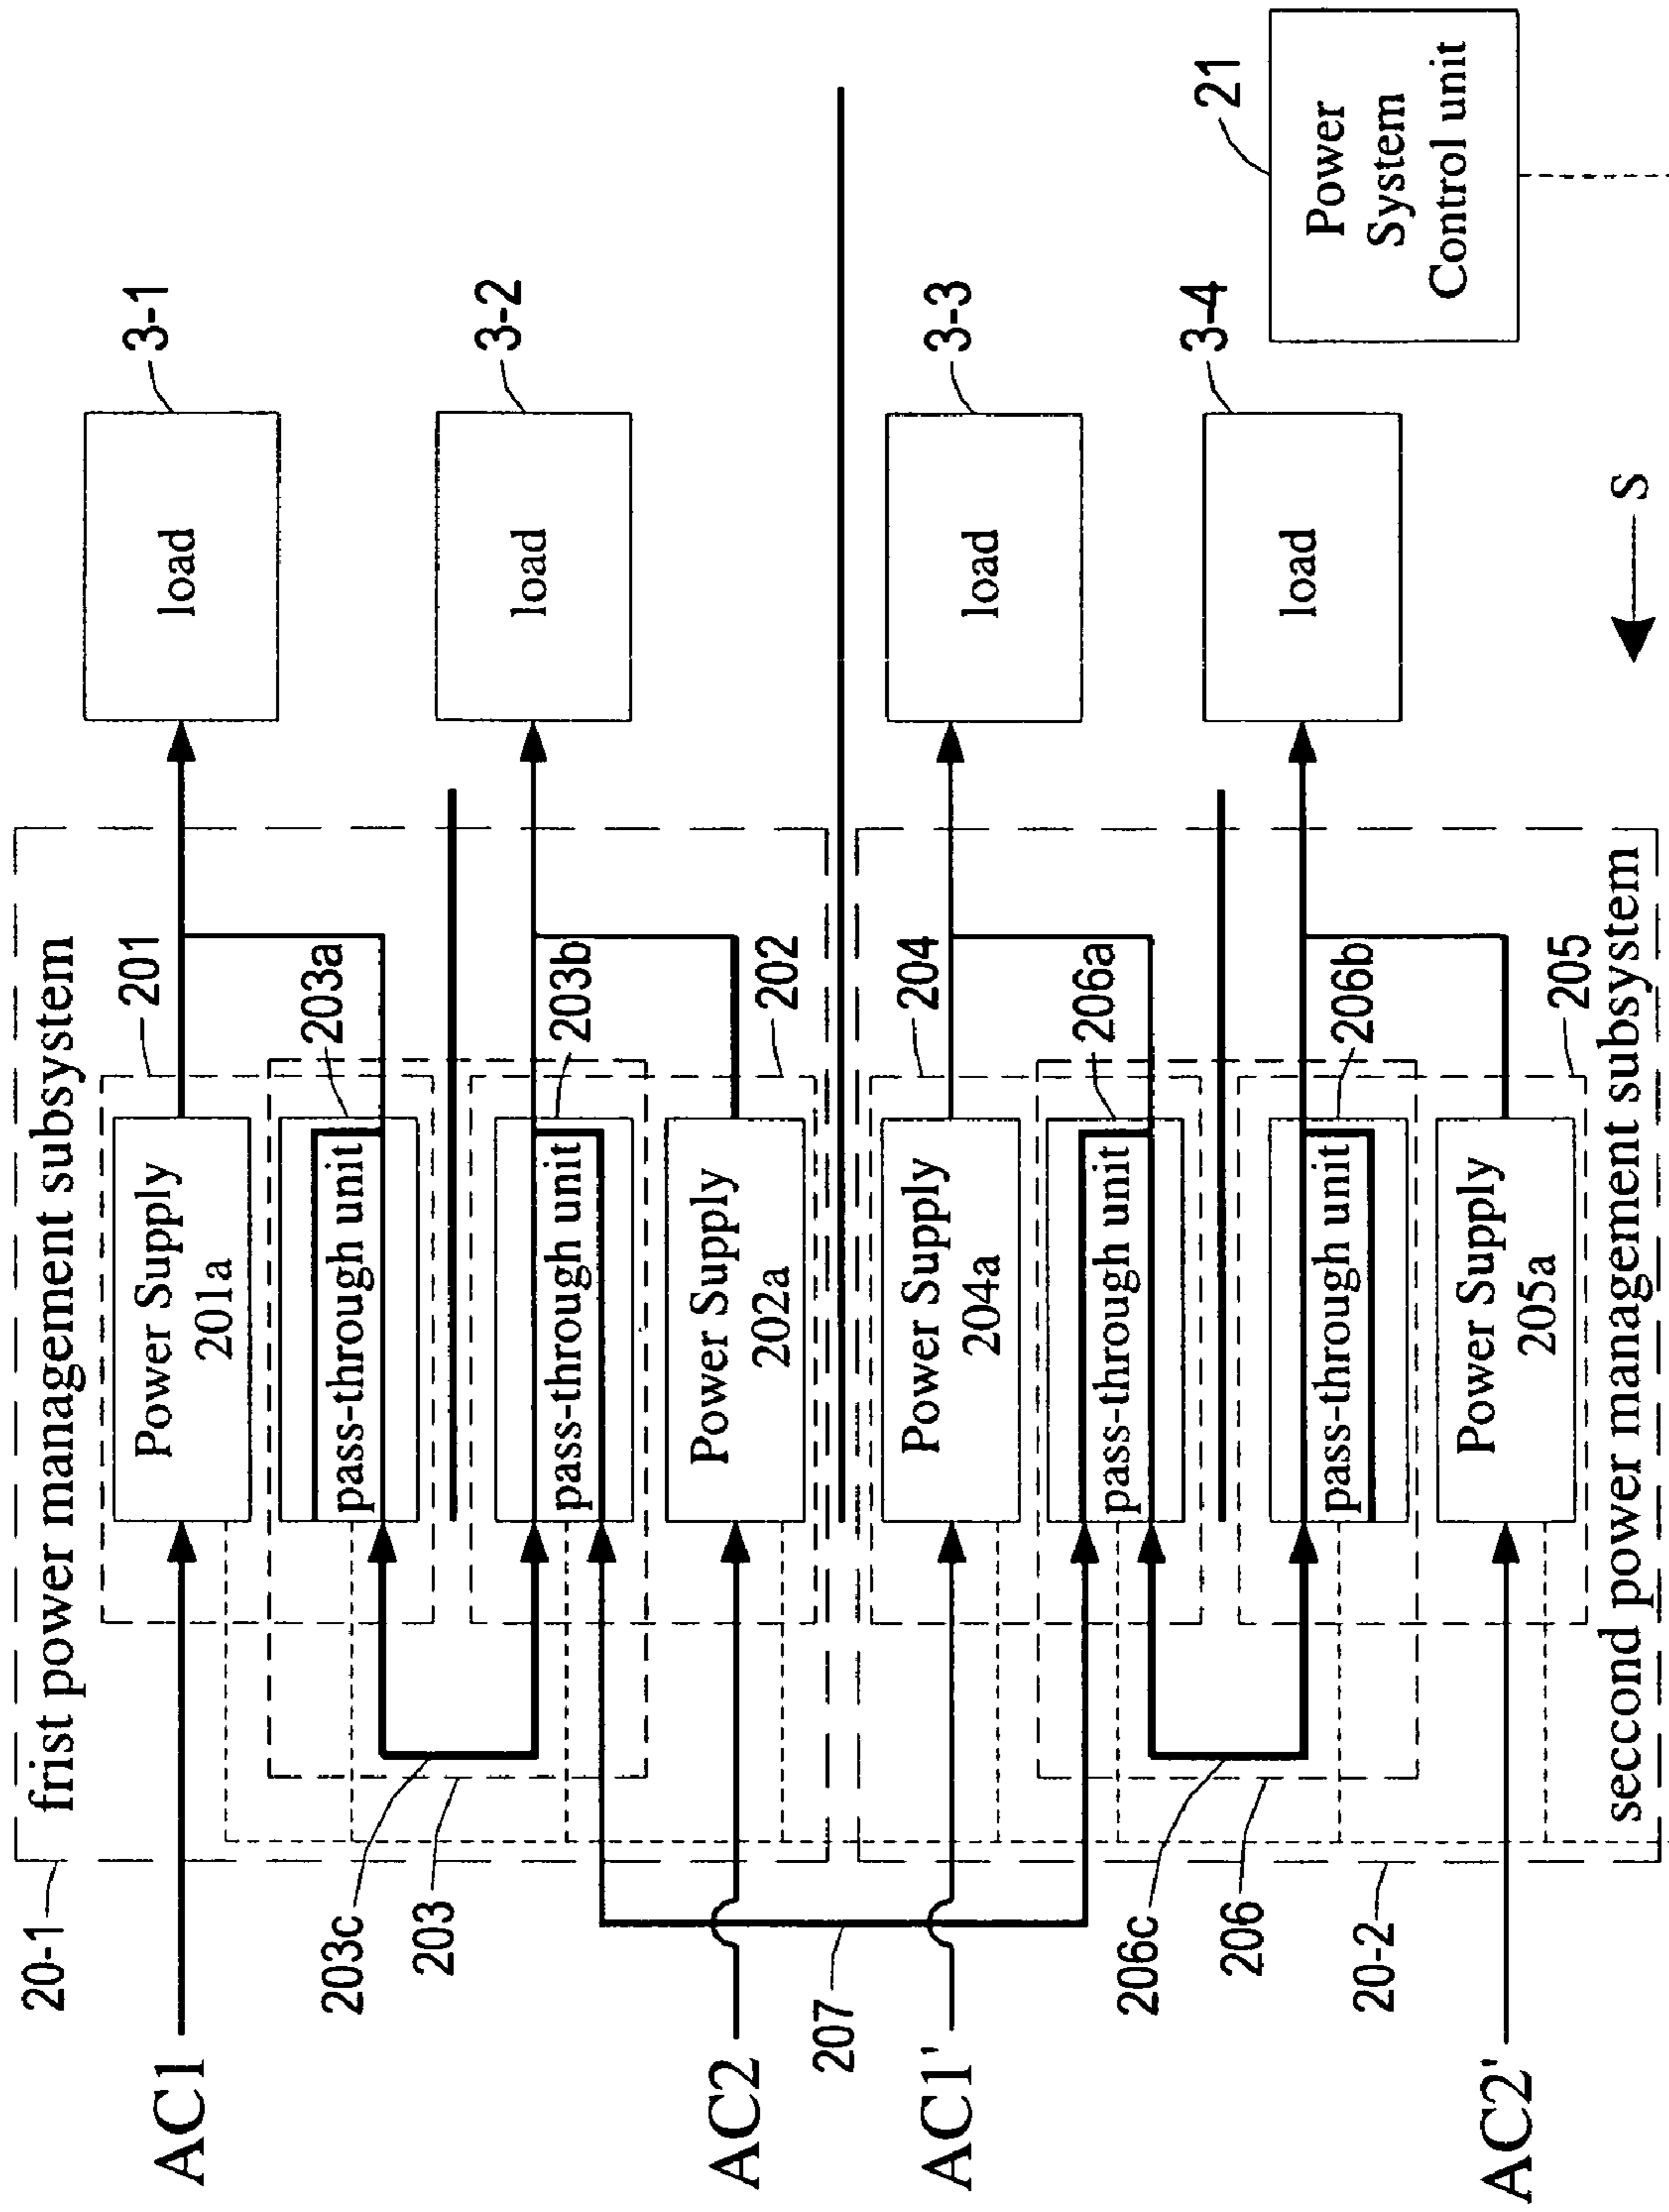 20-1
frist power management subsystem
AC1
Power Supply
201a
201
load
3-1
203a
pass-through unit
203c
203
203b
pass-through unit
load
3-2
AC2
Power Supply
202a
202
207
AC1'
Power Supply
204a
204
load
3-3
206a
pass-through unit
206c
206
206b
pass-through unit
load
3-4
20-2
AC2'
Power Supply
205a
205
seccond power management subsystem
21
Power
System
Control unit
S